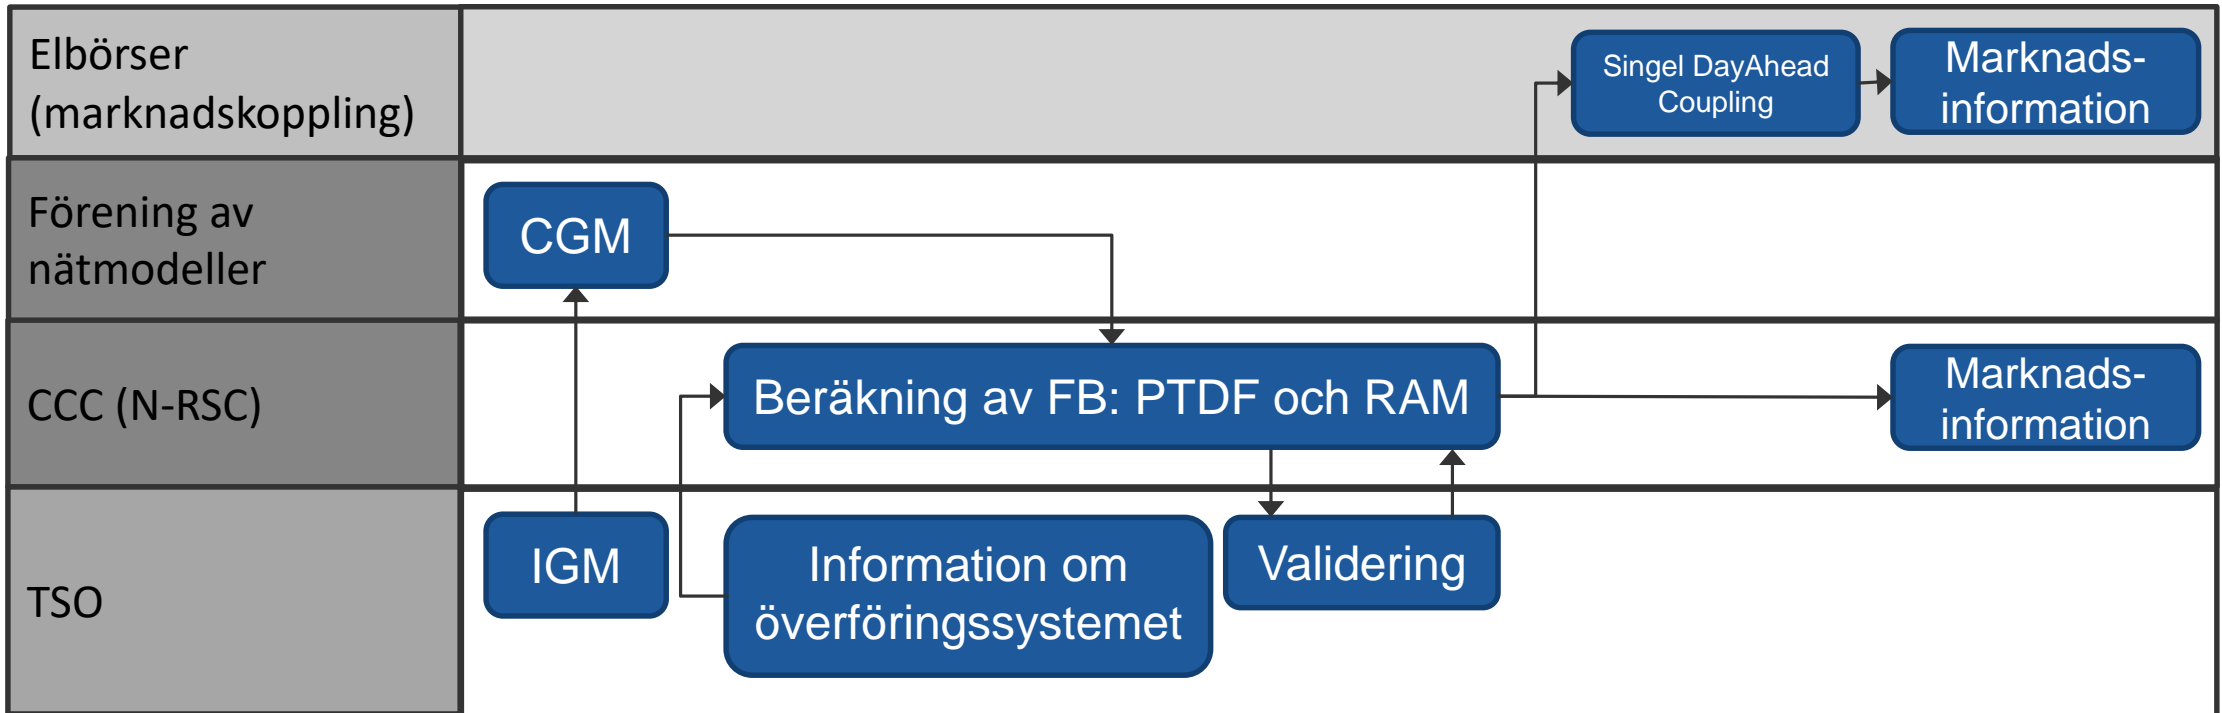 Elbörser
(marknadskoppling)
Singel DayAhead
Coupling
Marknads-
information
Förening av
nätmodeller
CGM
CCC (N-RSC)
Beräkning av FB: PTDF och RAM
Marknads-
information
TSO
IGM
Information om
överföringssystemet
Validering